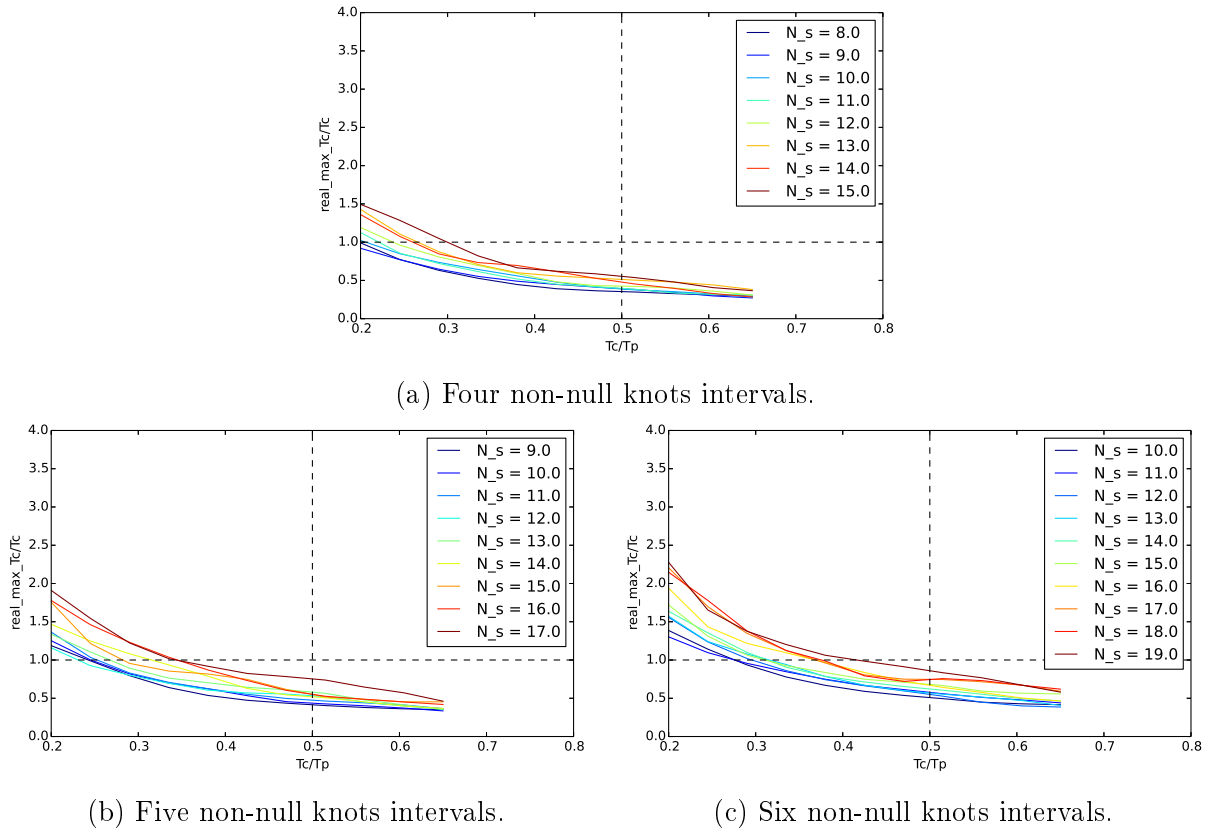 4.0
3.5
3.0
2.5
2.0
1.5
1.0
0.5
0.0
real_max_Tc/Tc
0.2 0.3 0.4 0.5 0.6 0.7 0.8
Tc/Tp
N_s = 8.0
N_s = 9.0
N_s = 10.0
N_s = 11.0
N_s = 12.0
N_s = 13.0
N_s = 14.0
N_s = 15.0
(a) Four non-null knots intervals.
4.0
3.5
3.0
2.5
2.0
1.5
1.0
0.5
0.0
real_max_Tc/Tc
0.2 0.3 0.4 0.5 0.6 0.7 0.8
Tc/Tp
N_s = 9.0
N_s = 10.0
N_s = 11.0
N_s = 12.0
N_s = 13.0
N_s = 14.0
N_s = 15.0
N_s = 16.0
N_s = 17.0
(b) Five non-null knots intervals.
4.0
3.5
3.0
2.5
2.0
1.5
1.0
0.5
0.0
real_max_Tc/Tc
0.2 0.3 0.4 0.5 0.6 0.7 0.8
Tc/Tp
N_s = 10.0
N_s = 11.0
N_s = 12.0
N_s = 13.0
N_s = 14.0
N_s = 15.0
N_s = 16.0
N_s = 17.0
N_s = 18.0
N_s = 19.0
(c) Six non-null knots intervals.